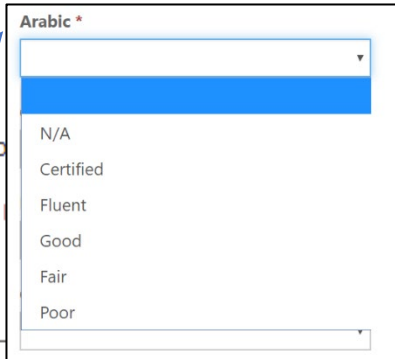 Arabic *
N/A
Certified
Fluent
Good
Fair
Poor